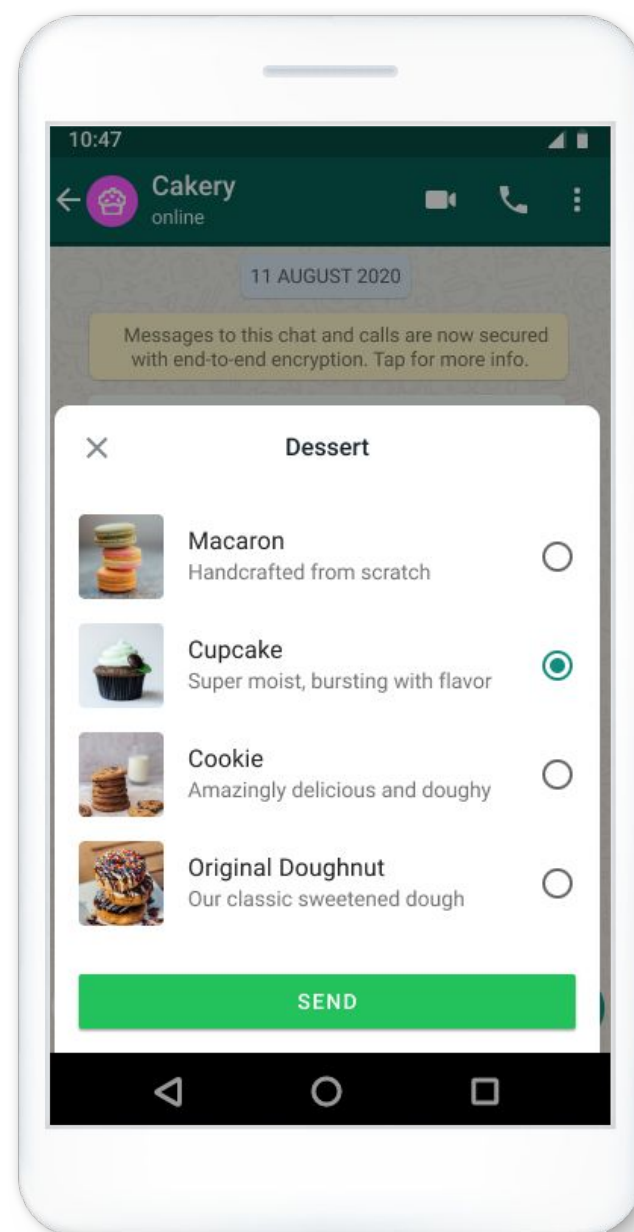 10:47
Cakery
online
11 AUGUST 2020
Messages to this chat and calls are now secured
with end-to-end encryption. Tap for more info.
Dessert
Macaron
Handcrafted from scratch
Cupcake
Super moist, bursting with flavor
Cookie
Amazingly delicious and doughy
Original Doughnut
Our classic sweetened dough
SEND